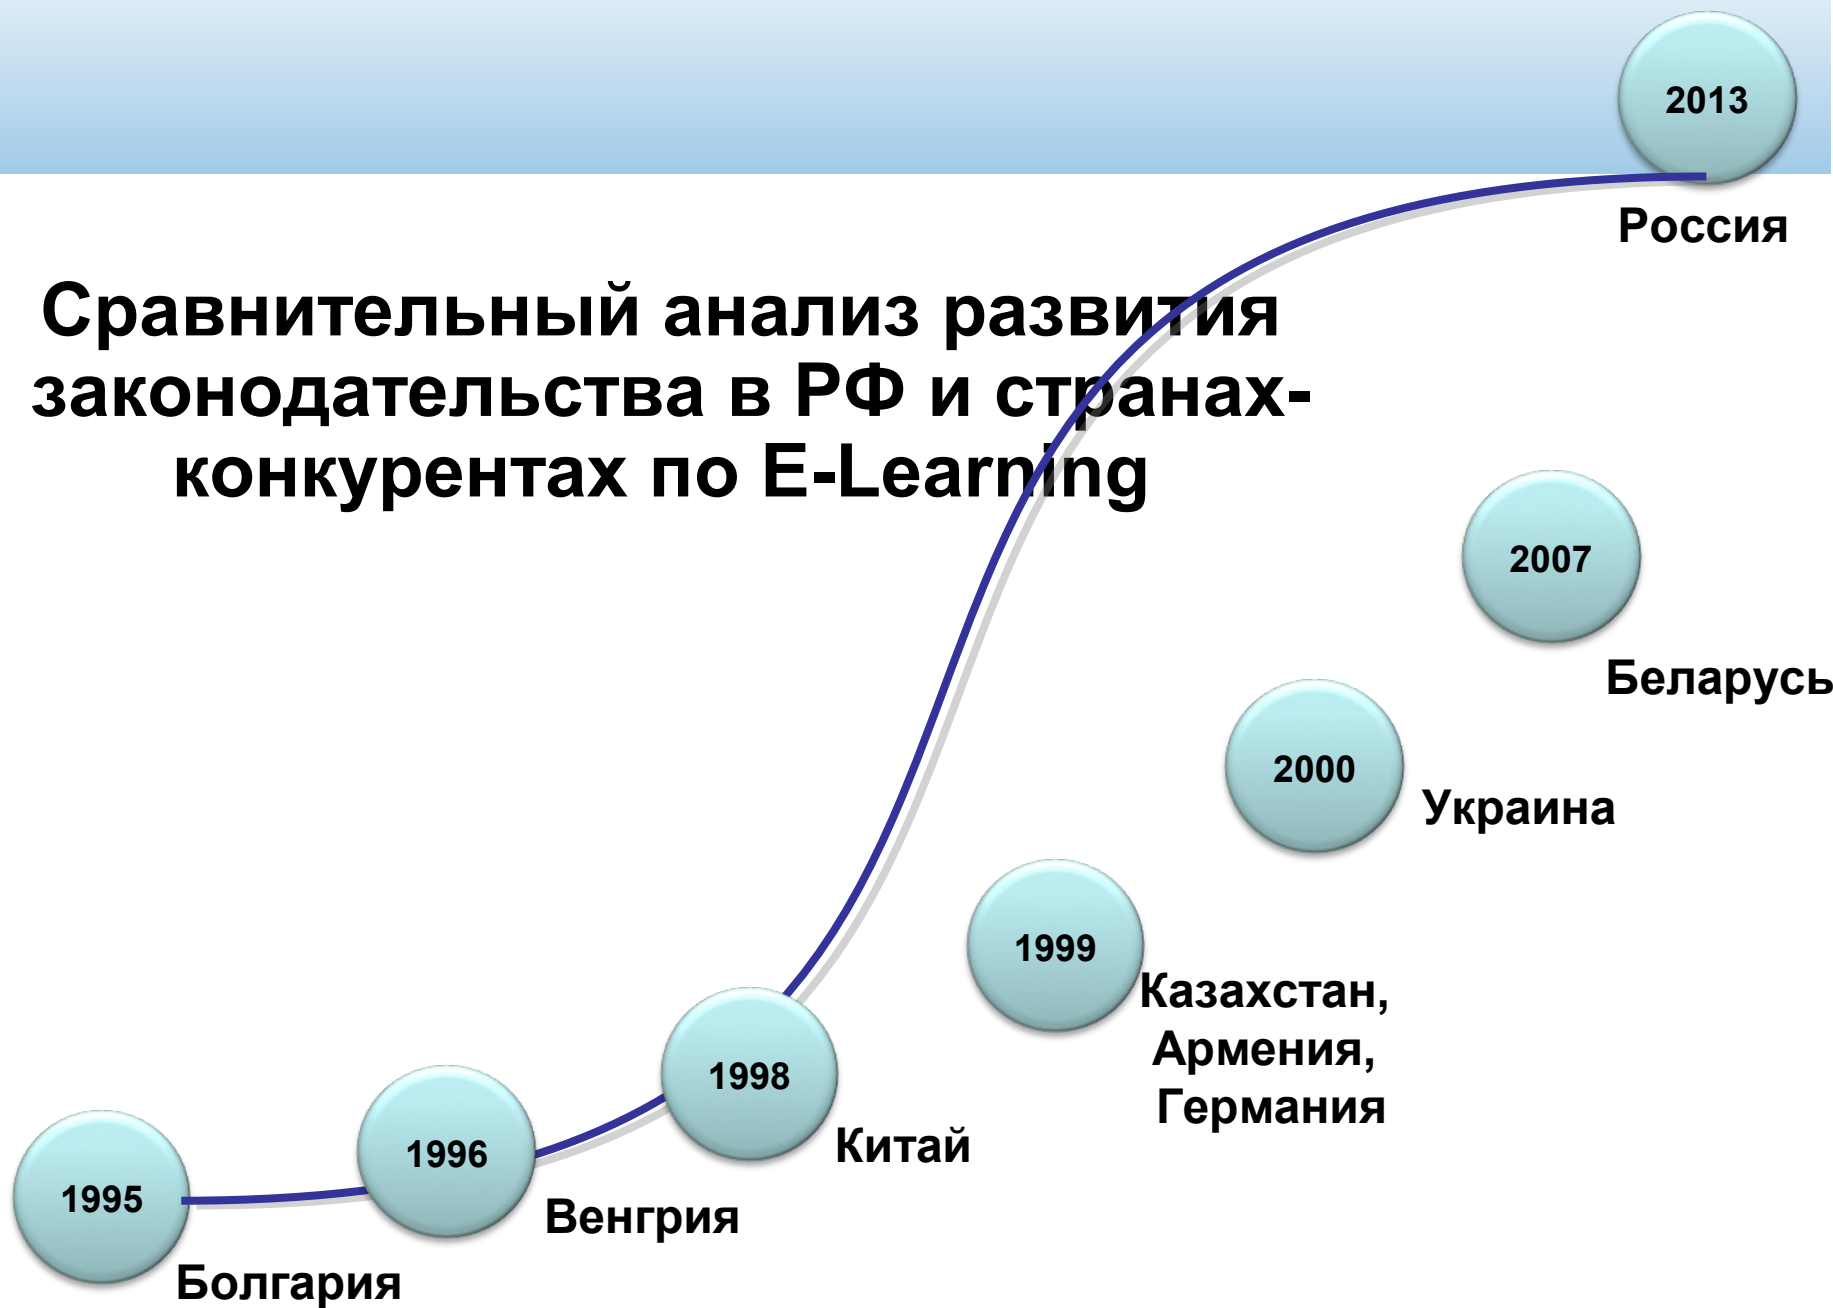 2013
Россия
Сравнительный анализ развития
законодательства в РФ и странах-
конкурентах по E-Learning
2007
Беларусь
2000
Украина
1999
Казахстан,
Армения,
Германия
1998
Китай
1996
Венгрия
1995
Болгария